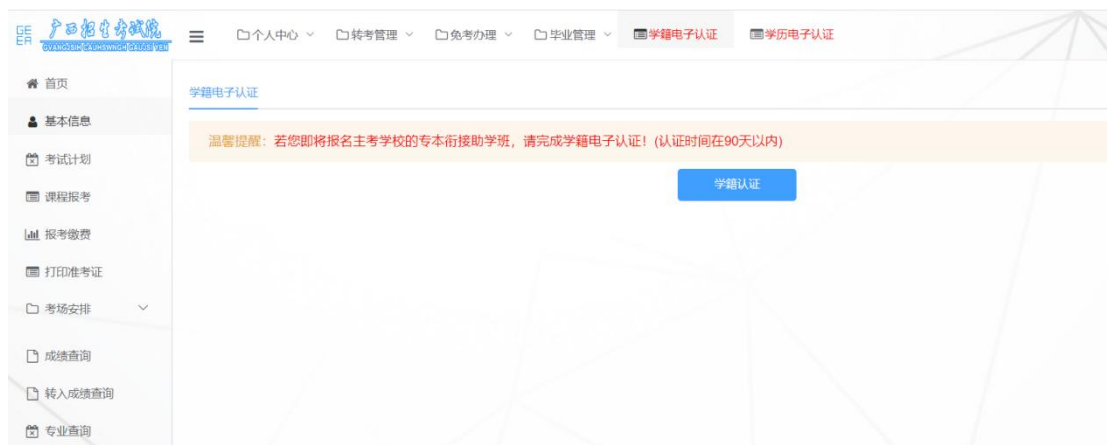 GE
EA
广西招生考试院
GVANGJSIH CAUHSWNGH GAUJSI YEN
个人中心
转考管理
免考办理
毕业管理
学籍电子认证
学历电子认证
首页
基本信息
考试计划
课程报考
报考缴费
打印准考证
考场安排
成绩查询
转入成绩查询
专业查询
学籍电子认证
温馨提醒：若您即将报名主考学校的专本衔接助学班，请完成学籍电子认证！(认证时间在90天以内)
学籍认证